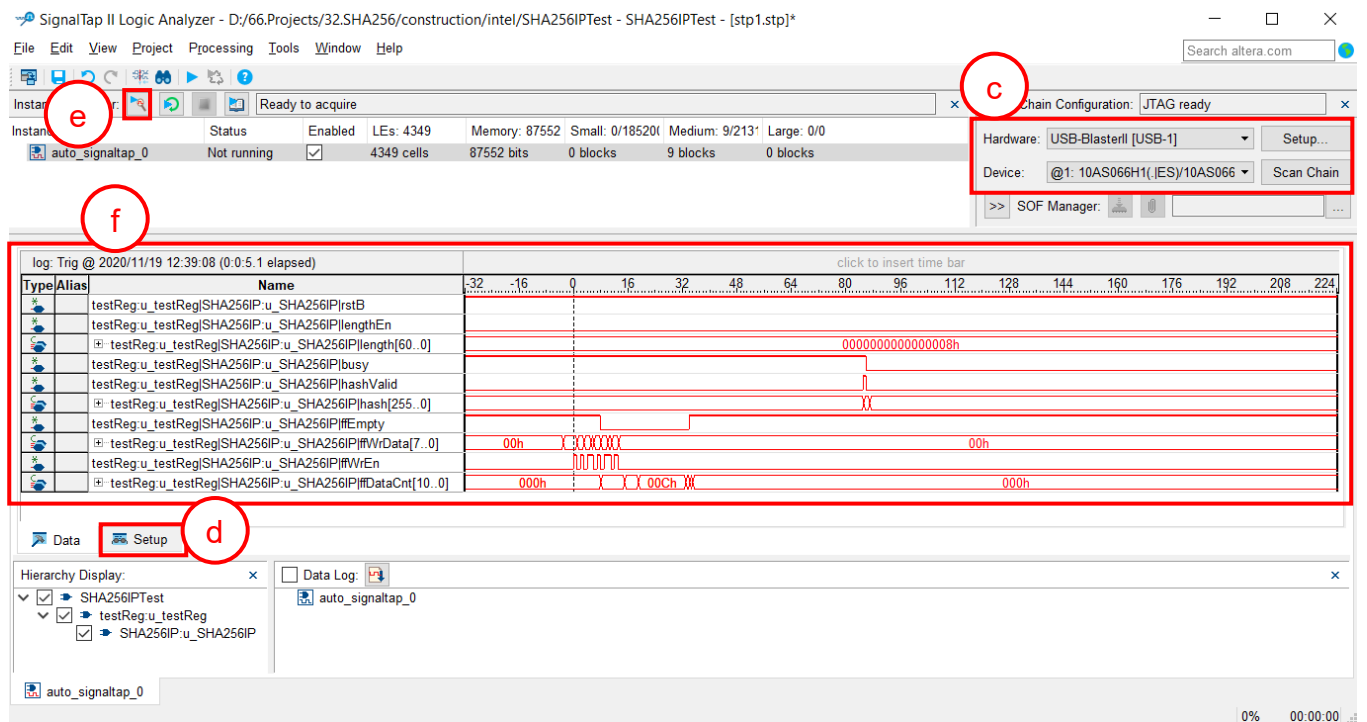 SignalTap II Logic Analyzer - D:/66.Projects/32.SHA256/construction/intel/SHA256IPTest - SHA256IPTest - [stp1.stp]*
File Edit View Project Processing Tools Window Help
Search altera.com
e
c
Ready to acquire
Chain Configuration: JTAG ready
Status Enabled LEs: 4349 Memory: 87552 Small: 0/185200 Medium: 9/2131 Large: 0/0
auto_signaltap_0 Not running 4349 cells 87552 bits 0 blocks 9 blocks 0 blocks
Hardware: USB-BlasterII [USB-1] Setup...
Device: @1: 10AS066H1(.|ES)/10AS066 Scan Chain
>> SOF Manager: ...
f
log: Trig @ 2020/11/19 12:39:08 (0:0:5.1 elapsed) click to insert time bar
Type Alias Name -32 -16 0 16 32 48 64 80 96 112 128 144 160 176 192 208 224
testReg:u_testReg|SHA256IP:u_SHA256IP|rstB
testReg:u_testReg|SHA256IP:u_SHA256IP|lengthEn
testReg:u_testReg|SHA256IP:u_SHA256IP|length[60..0] 0000000000000008h
testReg:u_testReg|SHA256IP:u_SHA256IP|busy
testReg:u_testReg|SHA256IP:u_SHA256IP|hashValid
testReg:u_testReg|SHA256IP:u_SHA256IP|hash[255..0]
testReg:u_testReg|SHA256IP:u_SHA256IP|ffEmpty
testReg:u_testReg|SHA256IP:u_SHA256IP|ffWrData[7..0] 00h 00h
testReg:u_testReg|SHA256IP:u_SHA256IP|ffWrEn
testReg:u_testReg|SHA256IP:u_SHA256IP|ffDataCnt[10..0] 000h 00Ch 000h
Data Setup d
Hierarchy Display: Data Log:
SHA256IPTest auto_signaltap_0
testReg:u_testReg
SHA256IP:u_SHA256IP
auto_signaltap_0
0% 00:00:00